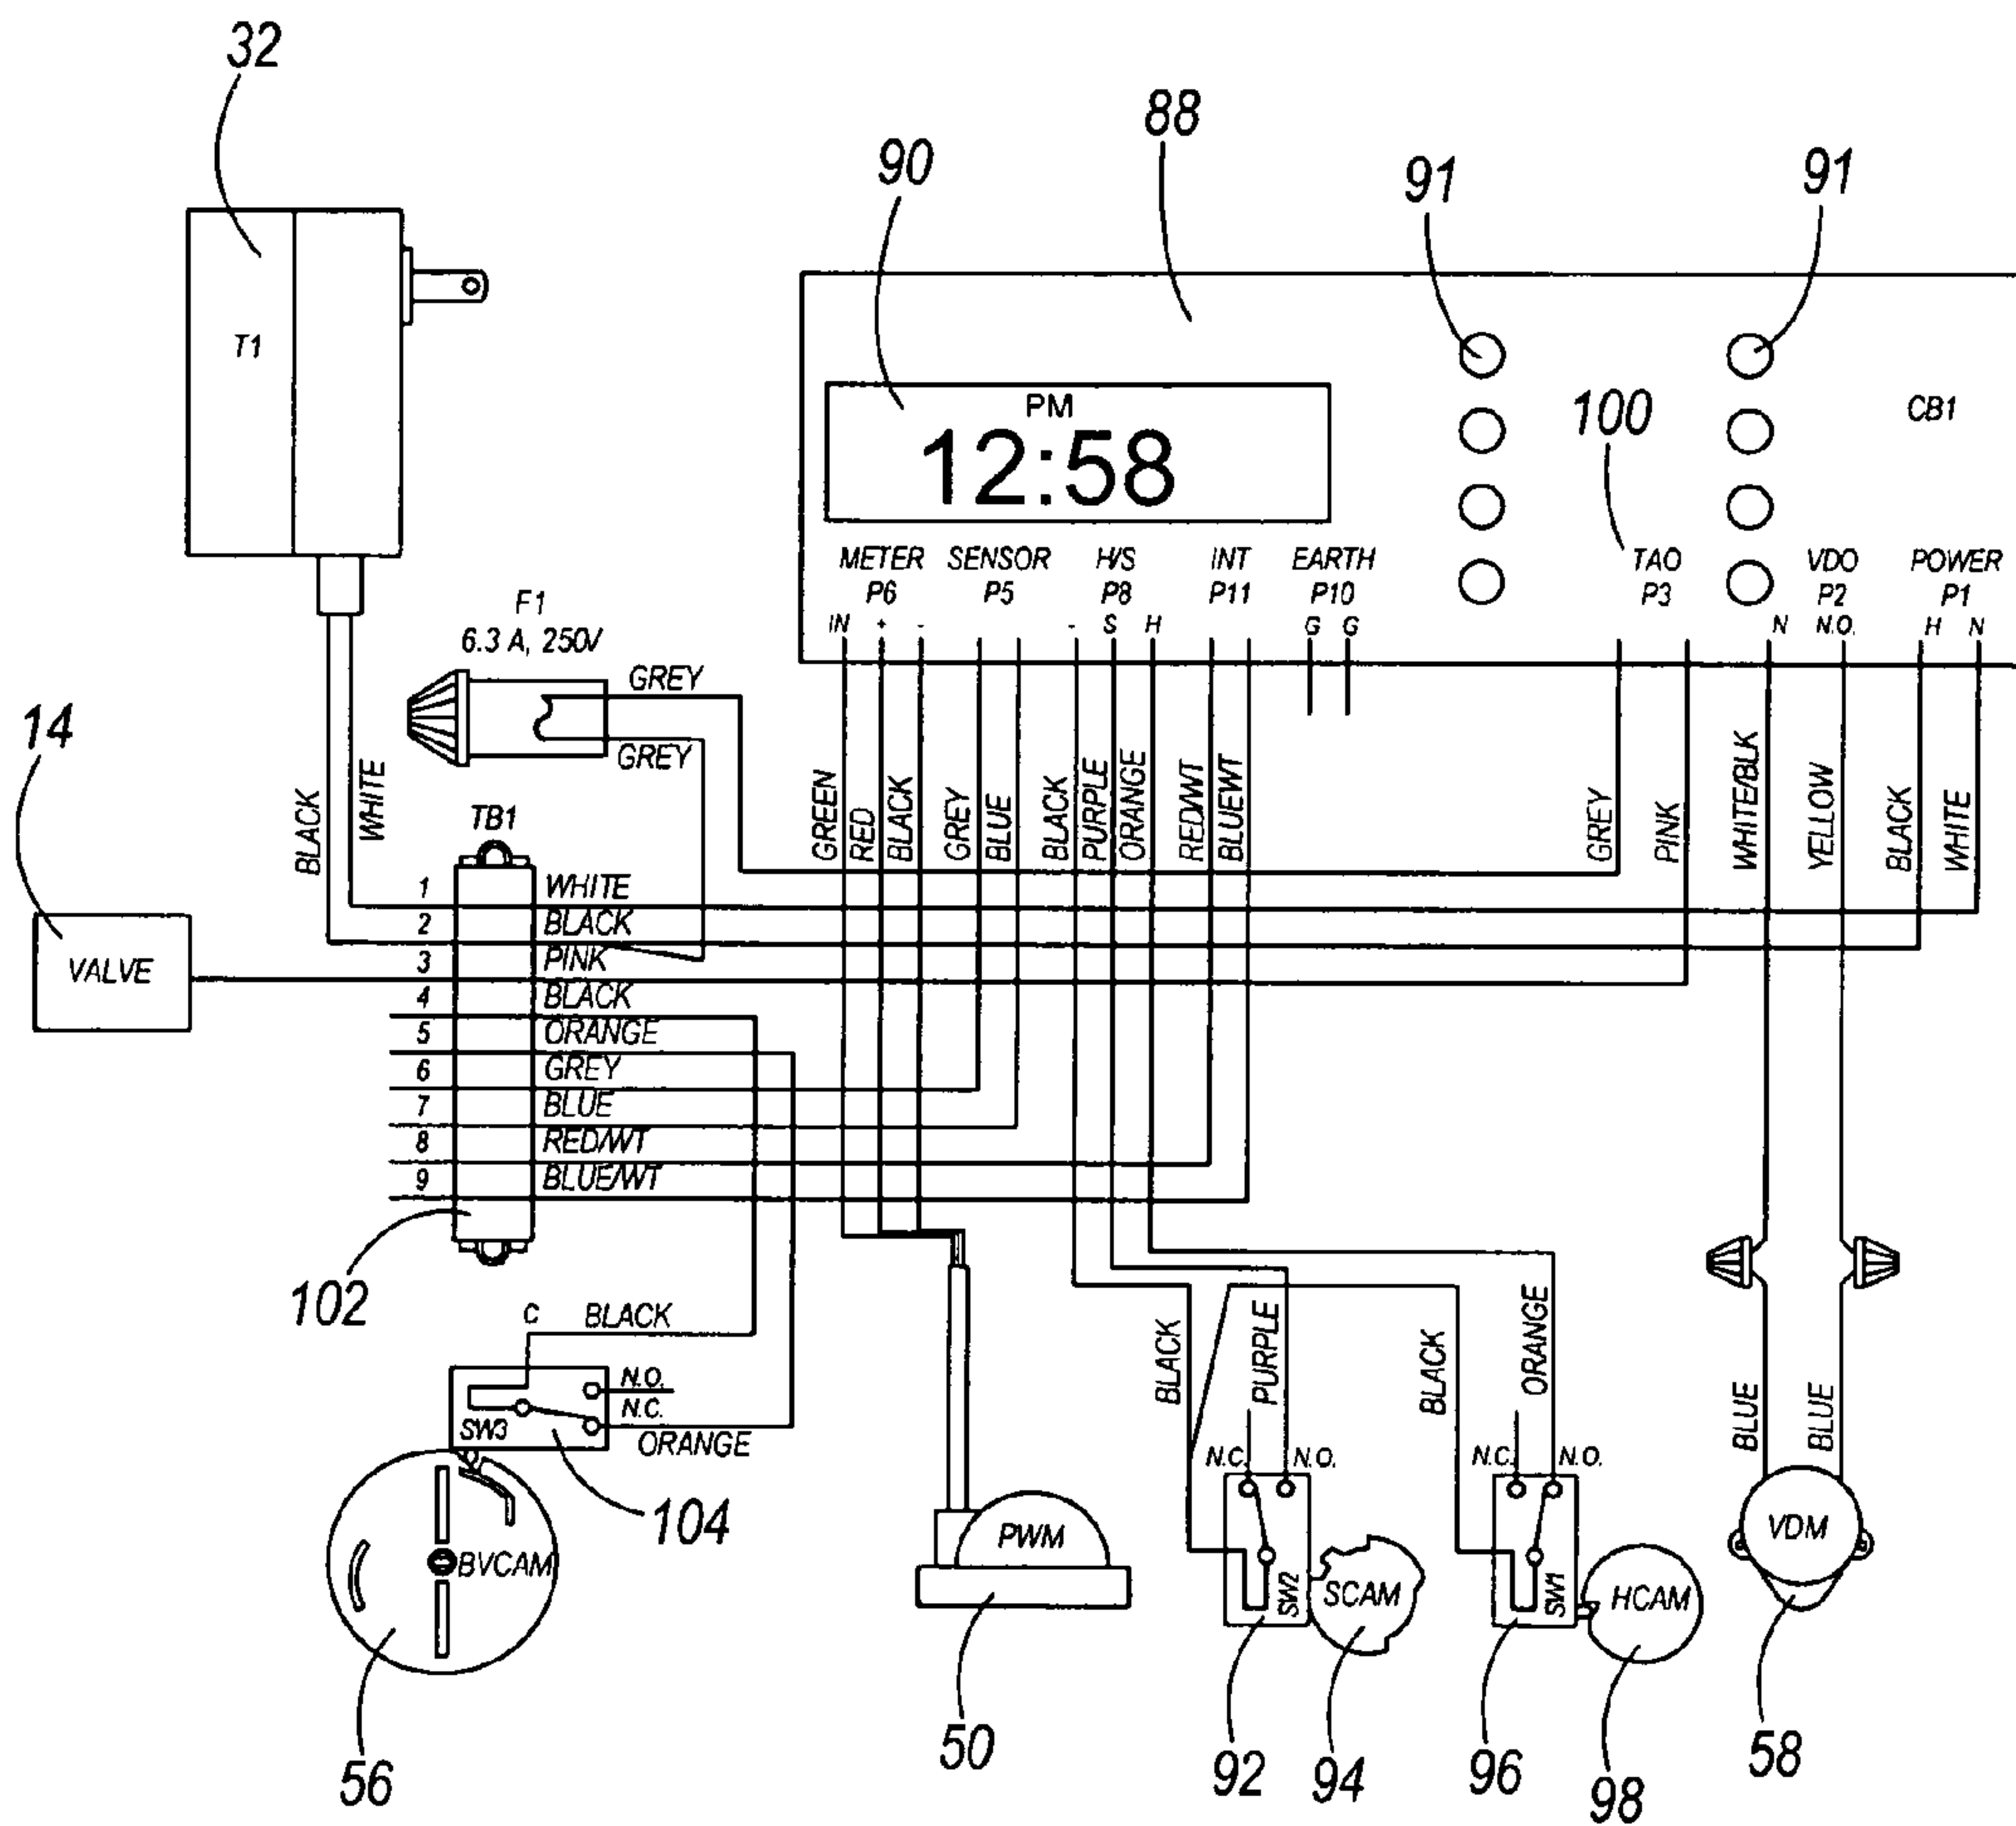 32
88
90
91
91
T1
PM
12:58
100
CB1
METER SENSOR H/S INT EARTH TAO VDO POWER
P6 P5 P8 P11 P10 P3 P2 P1
IN + - - S H G G N N.O. H N
F1
6.3 A, 250V
GREY
GREY
14
BLACK
WHITE
GREEN
RED
BLACK
GREY
BLUE
BLACK
PURPLE
ORANGE
RED/WT
BLUEWT
GREY
PINK
WHITE/BLK
YELLOW
BLACK
WHITE
TB1
VALVE
1 WHITE
2 BLACK
3 PINK
4 BLACK
5 ORANGE
6 GREY
7 BLUE
8 RED/WT
9 BLUE/WT
102
C BLACK
N.O.
N.C.
SW3
ORANGE
104
BVCAM
56
PWM
50
BLACK
PURPLE
N.C. N.O.
SW2
SCAM
92
94
BLACK
ORANGE
N.C. N.O.
SW1
HCAM
96
98
BLUE
BLUE
VDM
58